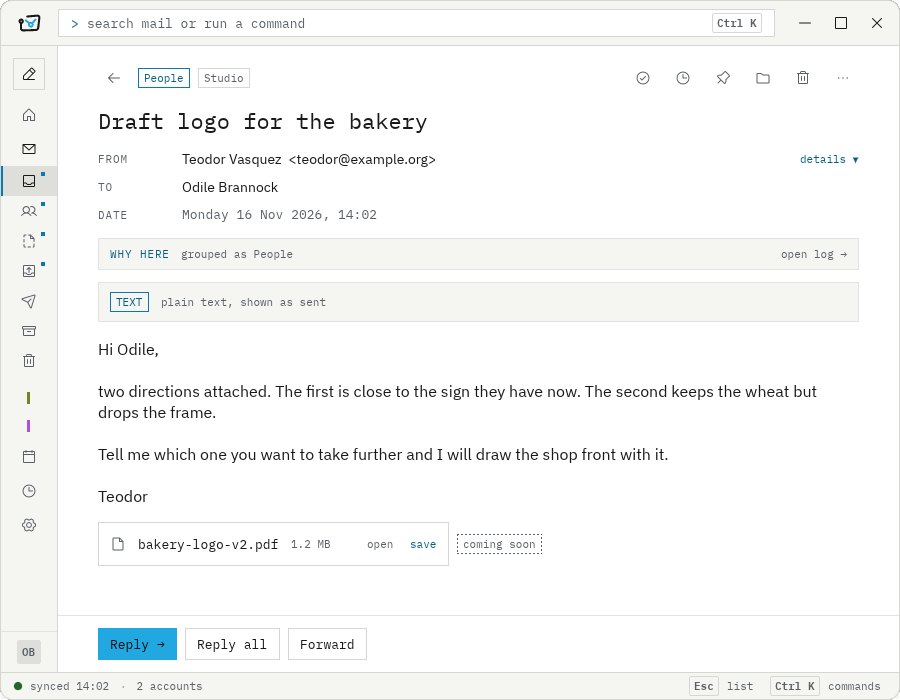 > search mail or run a command Ctrl K
People Studio
Draft logo for the bakery
FROM Teodor Vasquez <teodor@example.org> details ▾
TO Odile Brannock
DATE Monday 16 Nov 2026, 14:02
WHY HERE grouped as People open log →
TEXT plain text, shown as sent
Hi Odile,
two directions attached. The first is close to the sign they have now. The second keeps the wheat but
drops the frame.
Tell me which one you want to take further and I will draw the shop front with it.
Teodor
bakery-logo-v2.pdf 1.2 MB open save coming soon
Reply → Reply all Forward
OB
synced 14:02 · 2 accounts Esc list Ctrl K commands